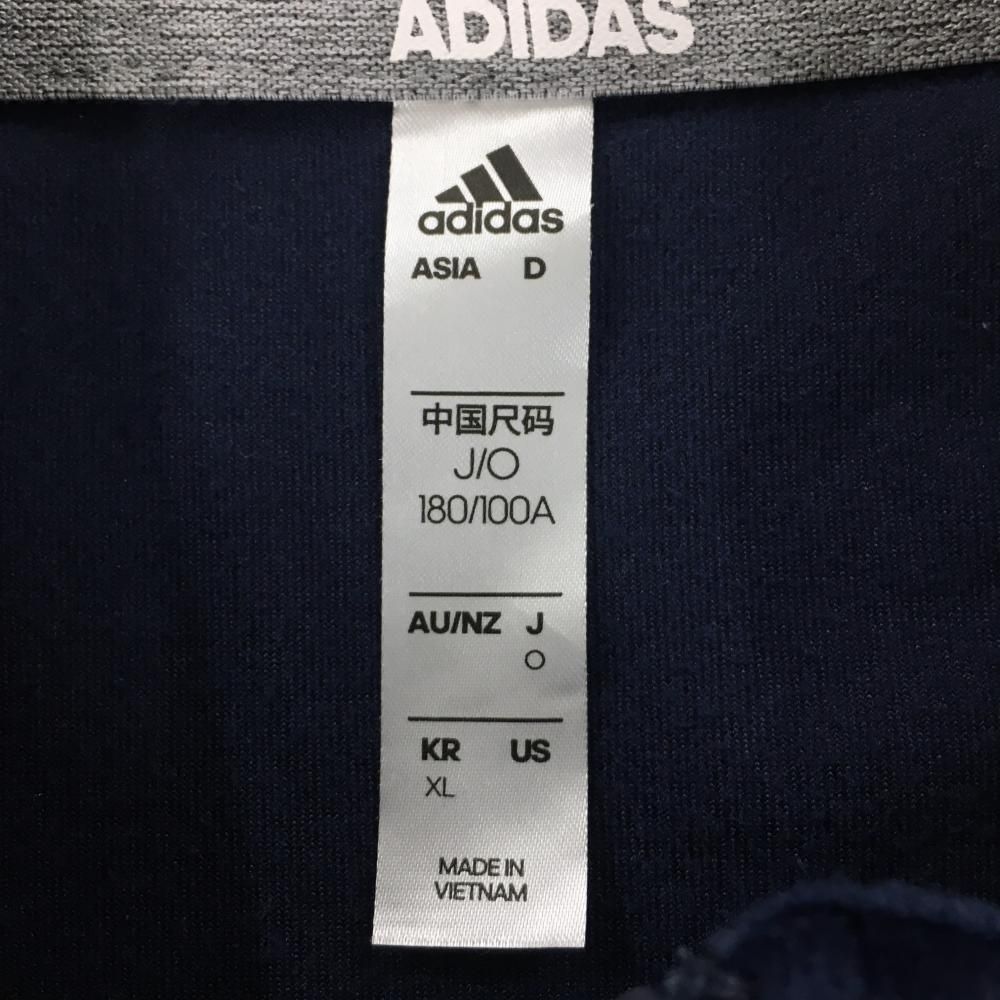 ADIDAS
adidas
ASIA D
中国尺码
J/O
180/100A
AU/NZ J
O
KR US
XL
MADE IN
VIETNAM